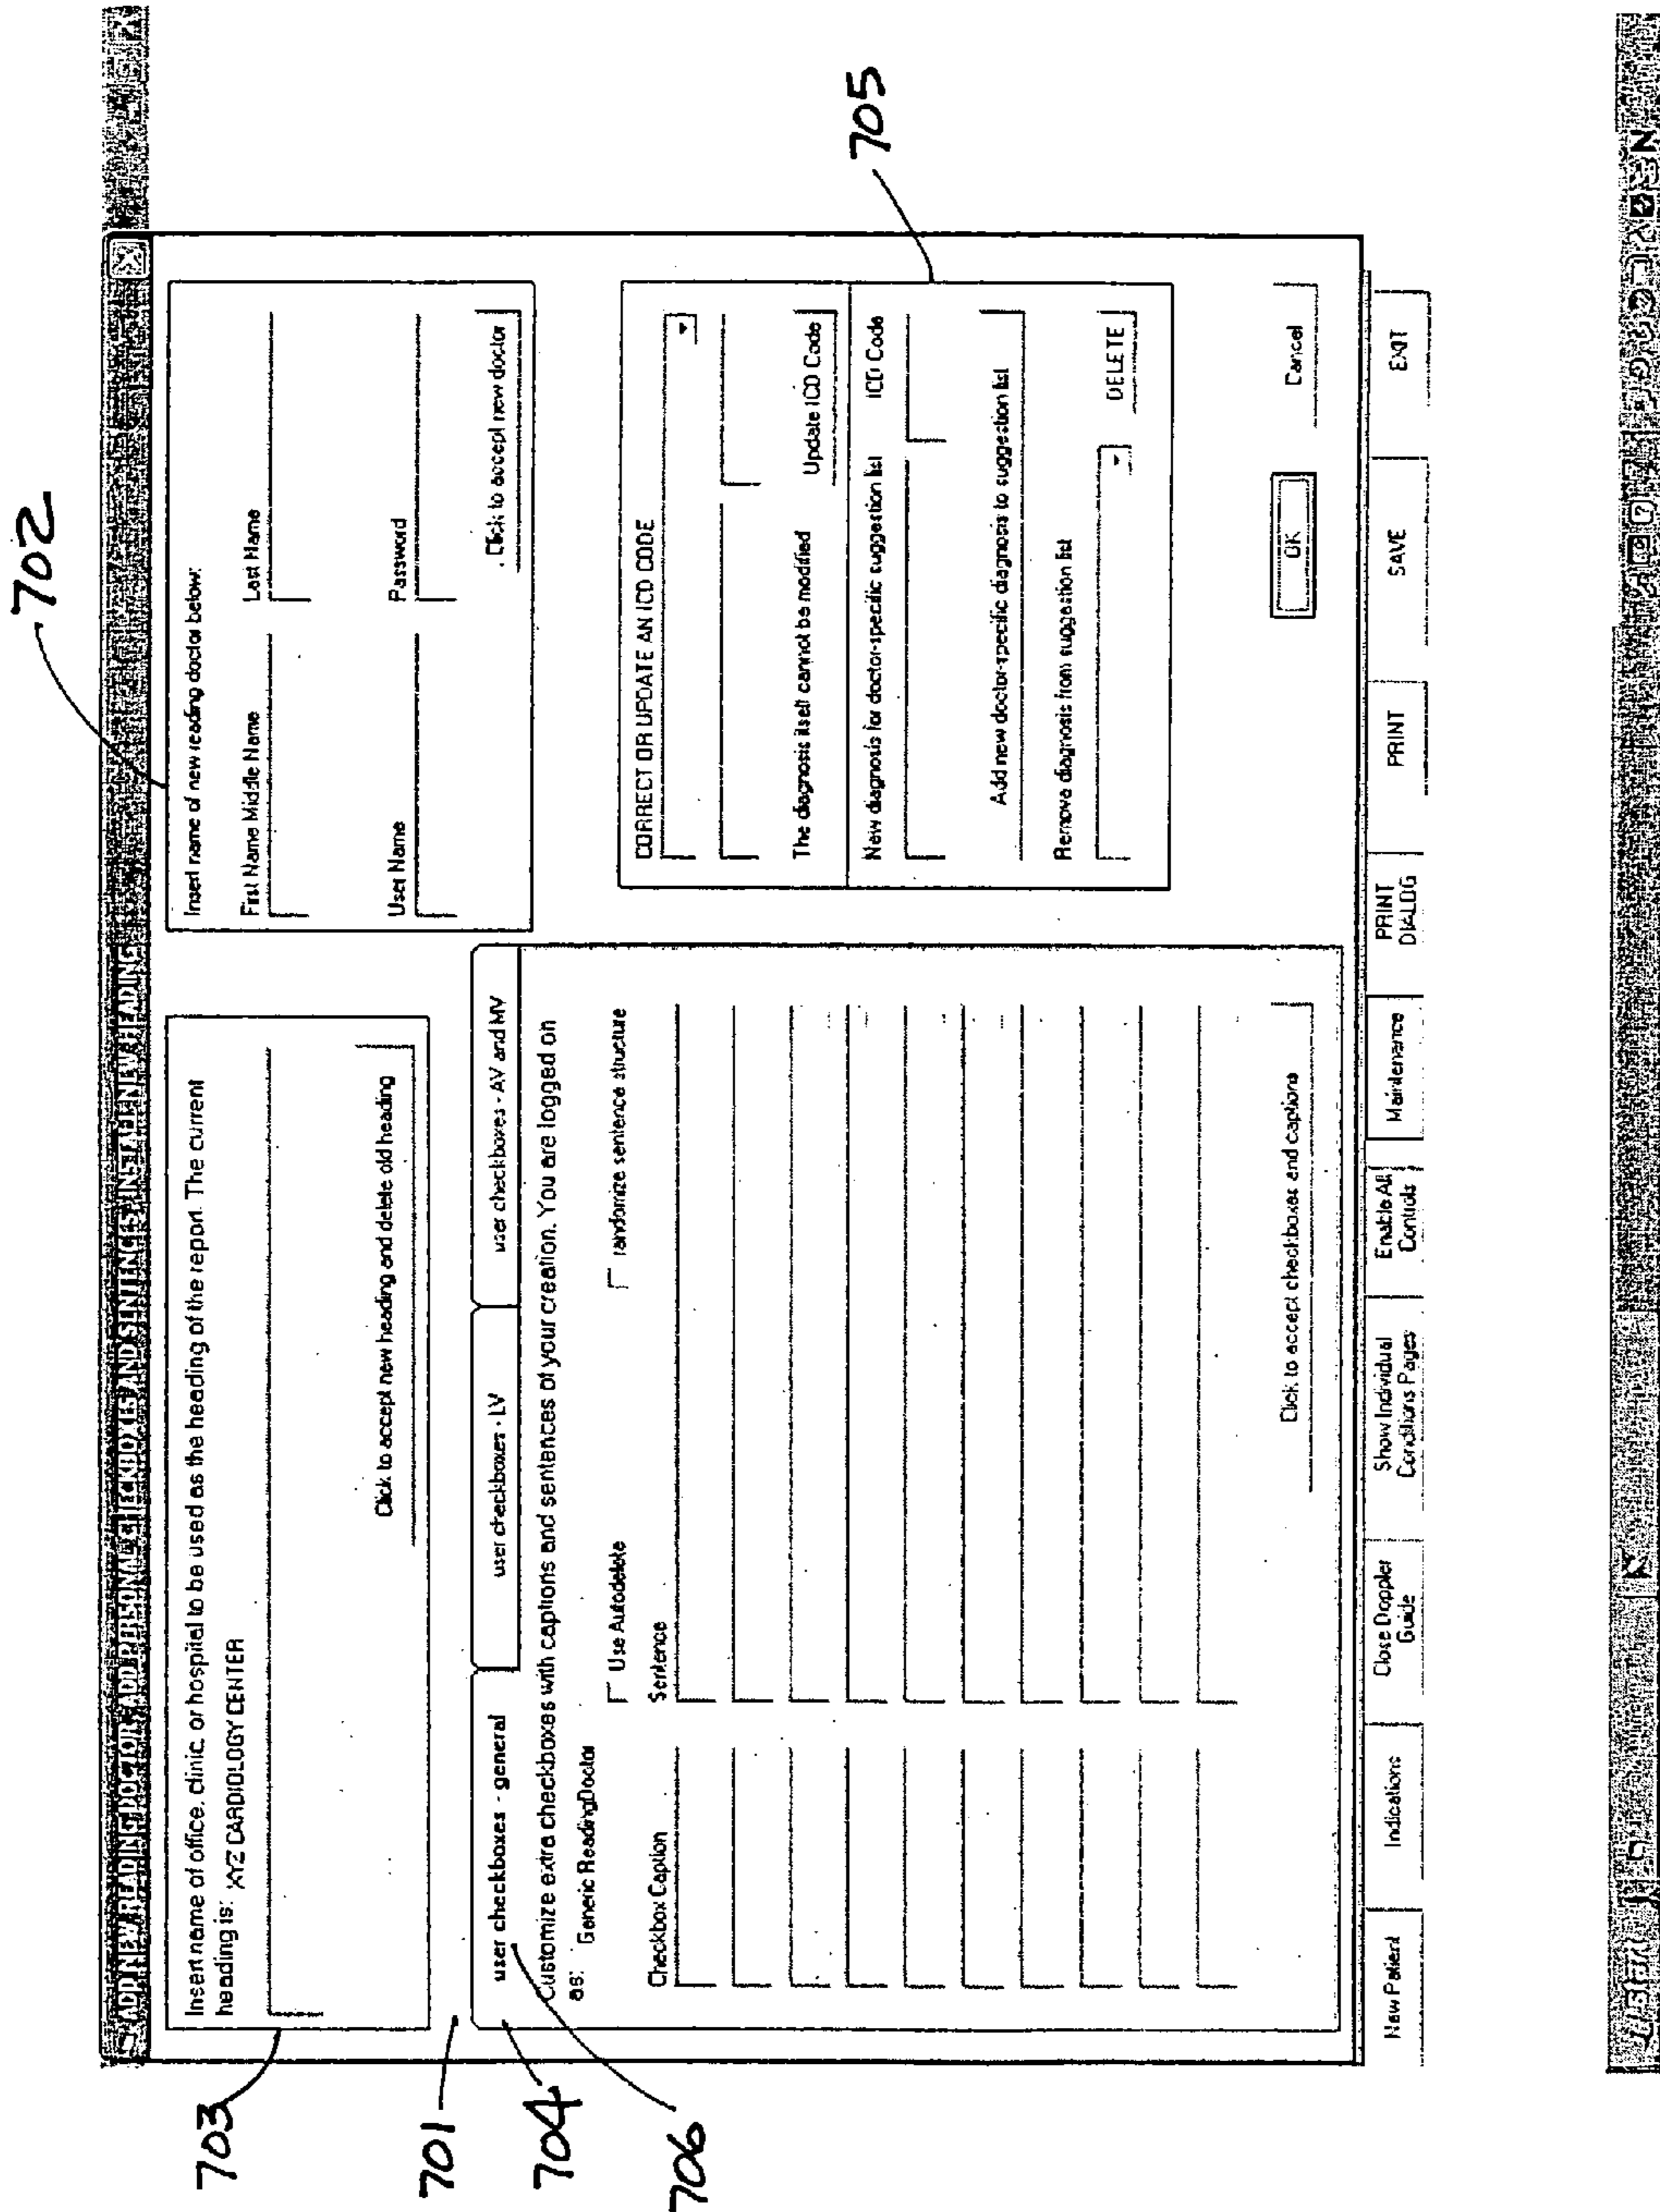 702
ADD NEW READING DOCTOR, ADD PERSONAL CHECKBOXES AND SENTENCES, INSTALL NEW HEADING
703
Insert name of office, clinic, or hospital to be used as the heading of the report. The current
heading is: XYZ CARDIOLOGY CENTER
Click to accept new heading and delete old heading
Insert name of new reading doctor below:
First Name Middle Name
Last Name
User Name
Password
Click to accept new doctor
701
704
706
user checkboxes - general
user checkboxes - LV
user checkboxes - AV and MV
Customize extra checkboxes with captions and sentences of your creation. You are logged on
as: Generic ReadingDoctor
Use Autodelete
randomize sentence structure
Checkbox Caption
Sentence
Click to accept checkboxes and captions
CORRECT OR UPDATE AN ICD CODE
The diagnosis itself cannot be modified
Update ICD Code
705
New diagnosis for doctor-specific suggestion list
ICD Code
Add new doctor-specific diagnosis to suggestion list
Remove diagnosis from suggestion list
DELETE
OK
Cancel
New Patient
Indications
Close Doppler
Guide
Show Individual
Conditions Pages
Enable All
Controls
Maintenance
PRINT
DIALOG
PRINT
SAVE
EXIT